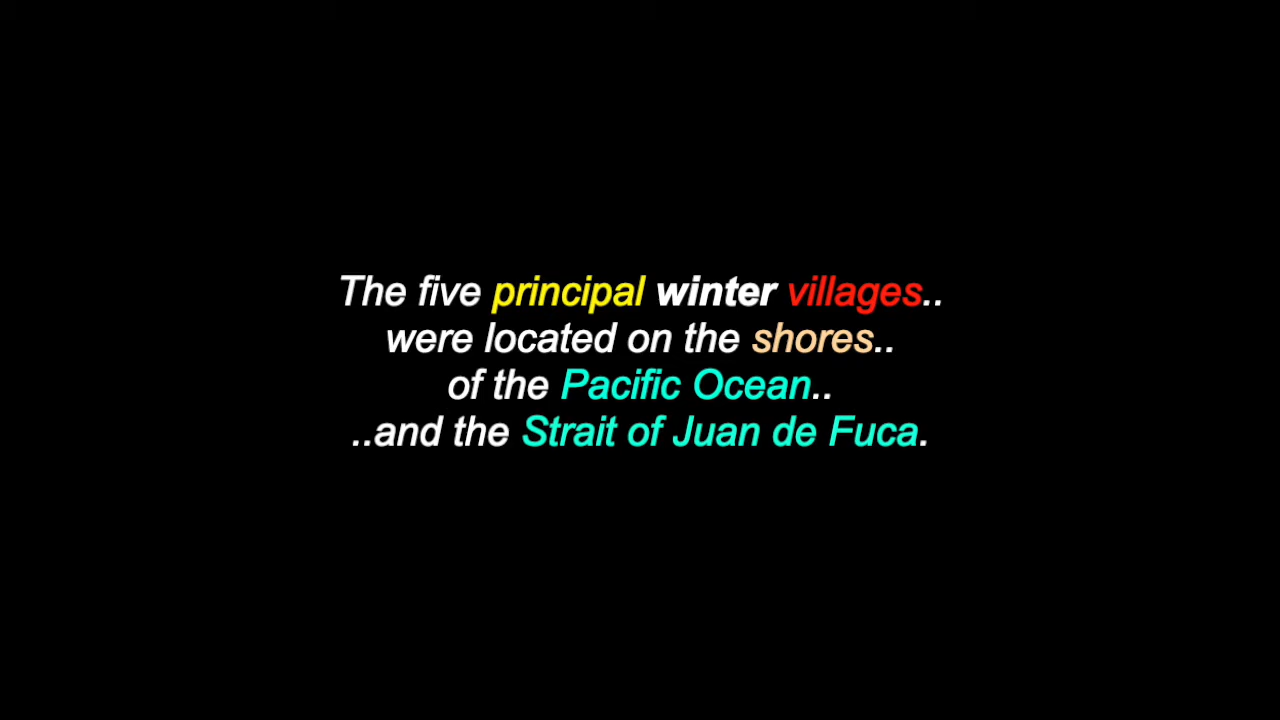 The five principal winter villages..
were located on the shores..
of the Pacific Ocean..
..and the Strait of Juan de Fuca.